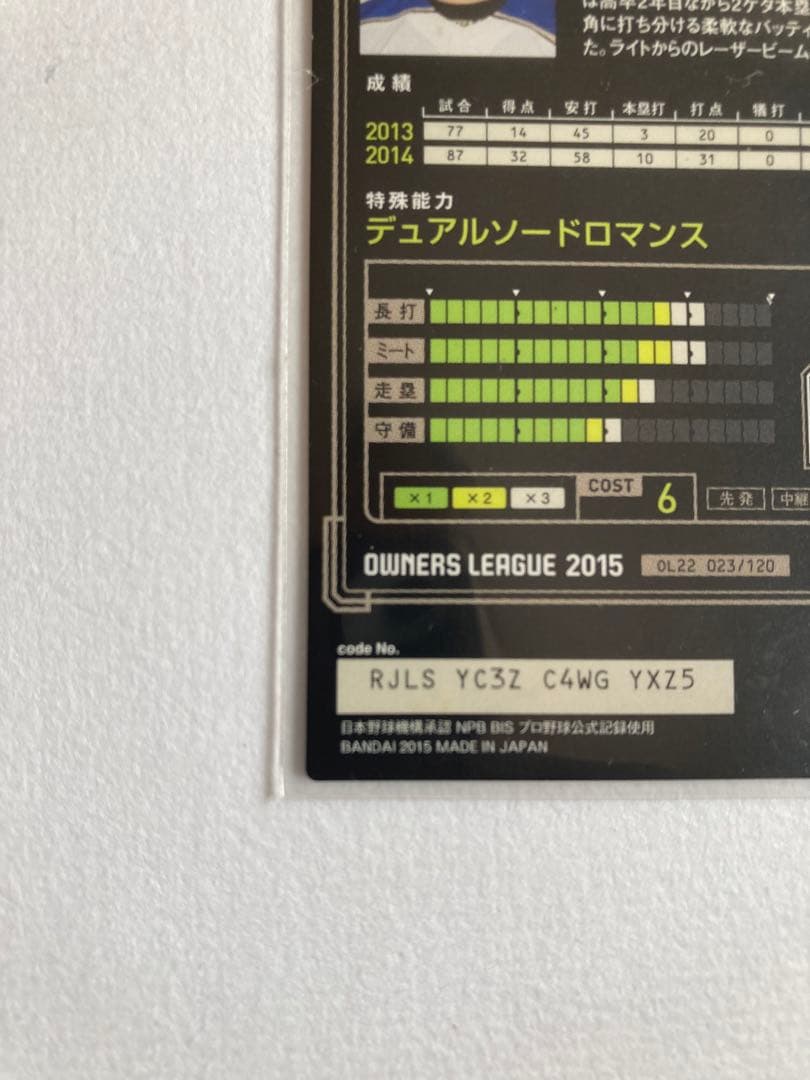 は高卒2年目ながら2ケタ本塁
角に打ち分ける柔軟なバッティ
た。ライトからのレーザービーム
成績
試合 得点 安打 本塁打 打点 犠打
2013 77 14 45 3 20 0
2014 87 32 58 10 31 0
特殊能力
デュアルソードロマンス
長打
ミート
走塁
守備
×1 ×2 ×3 COST 6 先発 中継
OWNERS LEAGUE 2015 OL22 023/120
code No.
RJLS YC3Z C4WG YXZ5
日本野球機構承認 NPB BIS プロ野球公式記録使用
BANDAI 2015 MADE IN JAPAN